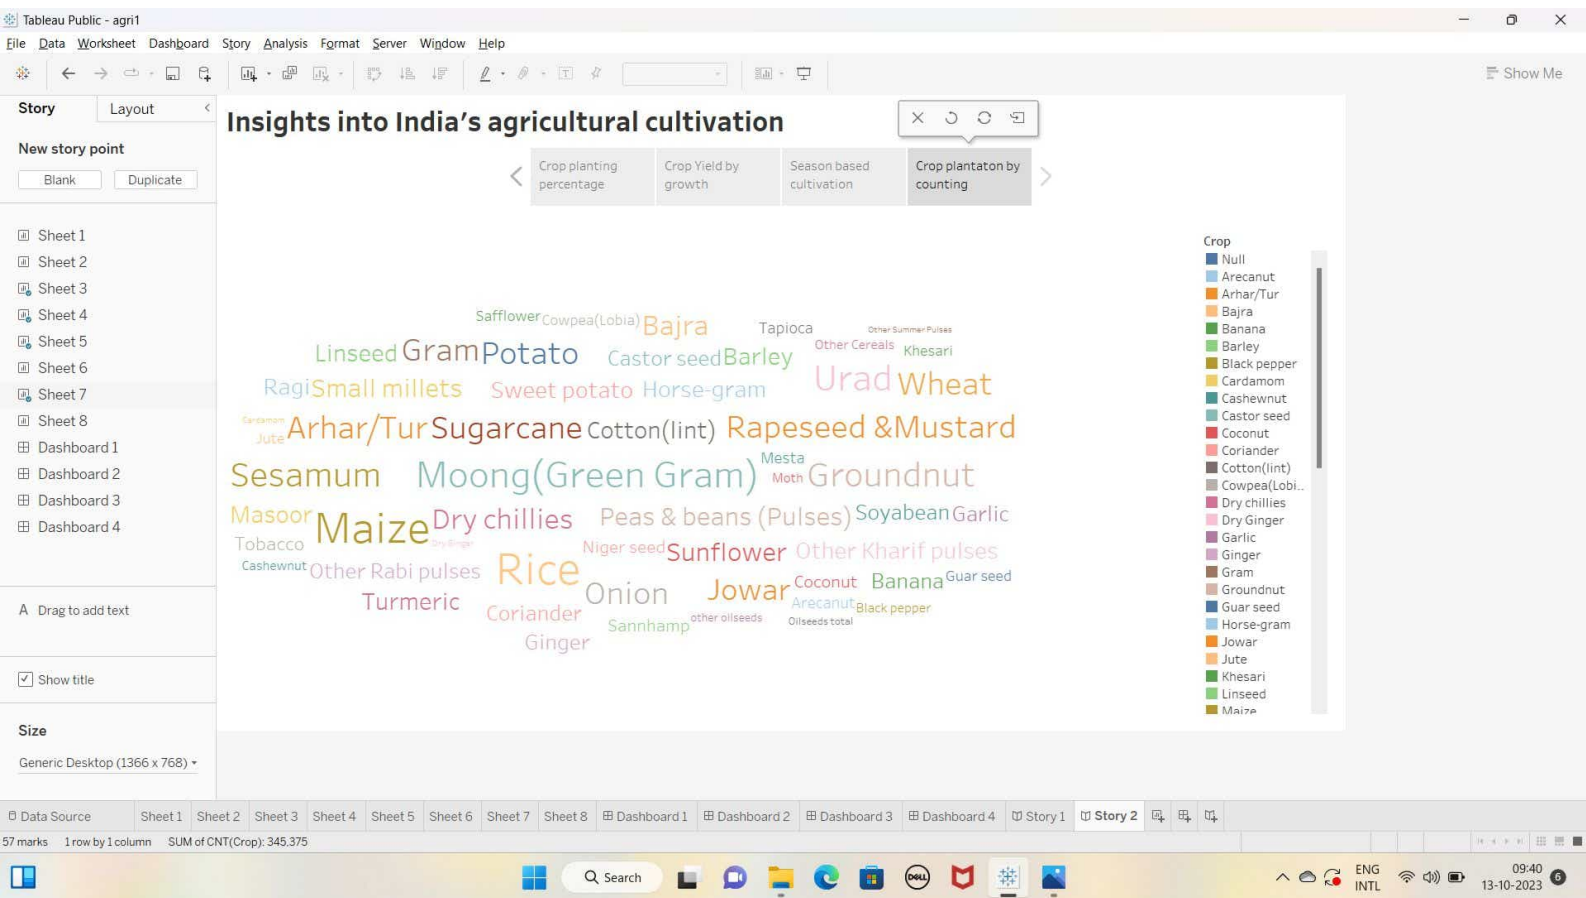 Tableau Public - agri1
File Data Worksheet Dashboard Story Analysis Format Server Window Help
Show Me
Story Layout
New story point
Blank Duplicate
Sheet 1
Sheet 2
Sheet 3
Sheet 4
Sheet 5
Sheet 6
Sheet 7
Sheet 8
Dashboard 1
Dashboard 2
Dashboard 3
Dashboard 4
A Drag to add text
Show title
Size
Generic Desktop (1366 x 768)
Insights into India's agricultural cultivation
Crop planting
percentage
Crop Yield by
growth
Season based
cultivation
Crop plantaton by
counting
Safflower Cowpea(Lobia) Bajra Tapioca Other Summer Pulses
Linseed Gram Potato Castor seed Barley Other Cereals Khesari
Ragi Small millets Sweet potato Horse-gram Urad Wheat
Cardamom
Jute Arhar/Tur Sugarcane Cotton(lint) Rapeseed &Mustard
Sesamum Moong(Green Gram) Mesta Moth Groundnut
Masoor Maize Dry chillies Peas & beans (Pulses) Soyabean Garlic
Tobacco Dry Ginger Niger seed Sunflower Other Kharif pulses
Cashewnut Other Rabi pulses Rice Onion Jowar Coconut Banana Guar seed
Turmeric Coriander Arecanut Black pepper
Sannhamp other oilseeds Oilseeds total
Ginger
Crop
Null
Arecanut
Arhar/Tur
Bajra
Banana
Barley
Black pepper
Cardamom
Cashewnut
Castor seed
Coconut
Coriander
Cotton(lint)
Cowpea(Lobi..
Dry chillies
Dry Ginger
Garlic
Ginger
Gram
Groundnut
Guar seed
Horse-gram
Jowar
Jute
Khesari
Linseed
Maize
Data Source Sheet 1 Sheet 2 Sheet 3 Sheet 4 Sheet 5 Sheet 6 Sheet 7 Sheet 8 Dashboard 1 Dashboard 2 Dashboard 3 Dashboard 4 Story 1 Story 2
57 marks 1 row by 1 column SUM of CNT(Crop): 345,375
Search
DELL
ENG
INTL
09:40
13-10-2023
6